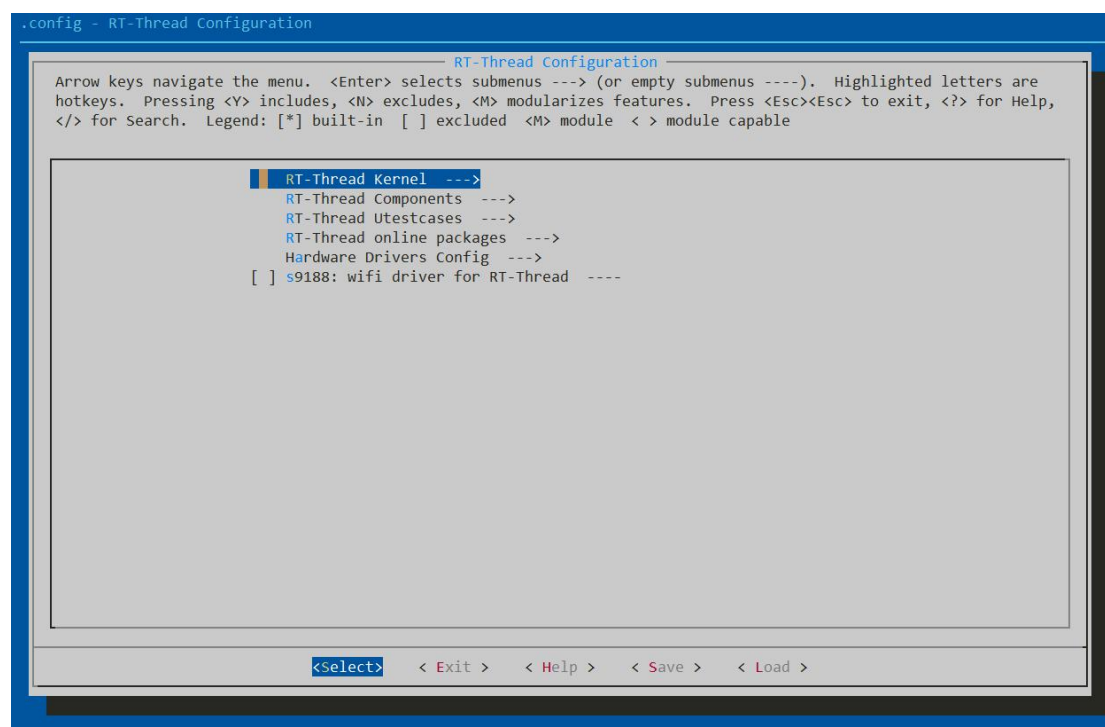 .config - RT-Thread Configuration
RT-Thread Configuration
Arrow keys navigate the menu.  <Enter> selects submenus ---> (or empty submenus ----).  Highlighted letters are
hotkeys.  Pressing <Y> includes, <N> excludes, <M> modularizes features.  Press <Esc><Esc> to exit, <?> for Help,
</> for Search.  Legend: [*] built-in  [ ] excluded  <M> module  < > module capable
RT-Thread Kernel  --->
RT-Thread Components  --->
RT-Thread Utestcases  --->
RT-Thread online packages  --->
Hardware Drivers Config  --->
[ ] s9188: wifi driver for RT-Thread  ----
<Select>    < Exit >    < Help >    < Save >    < Load >